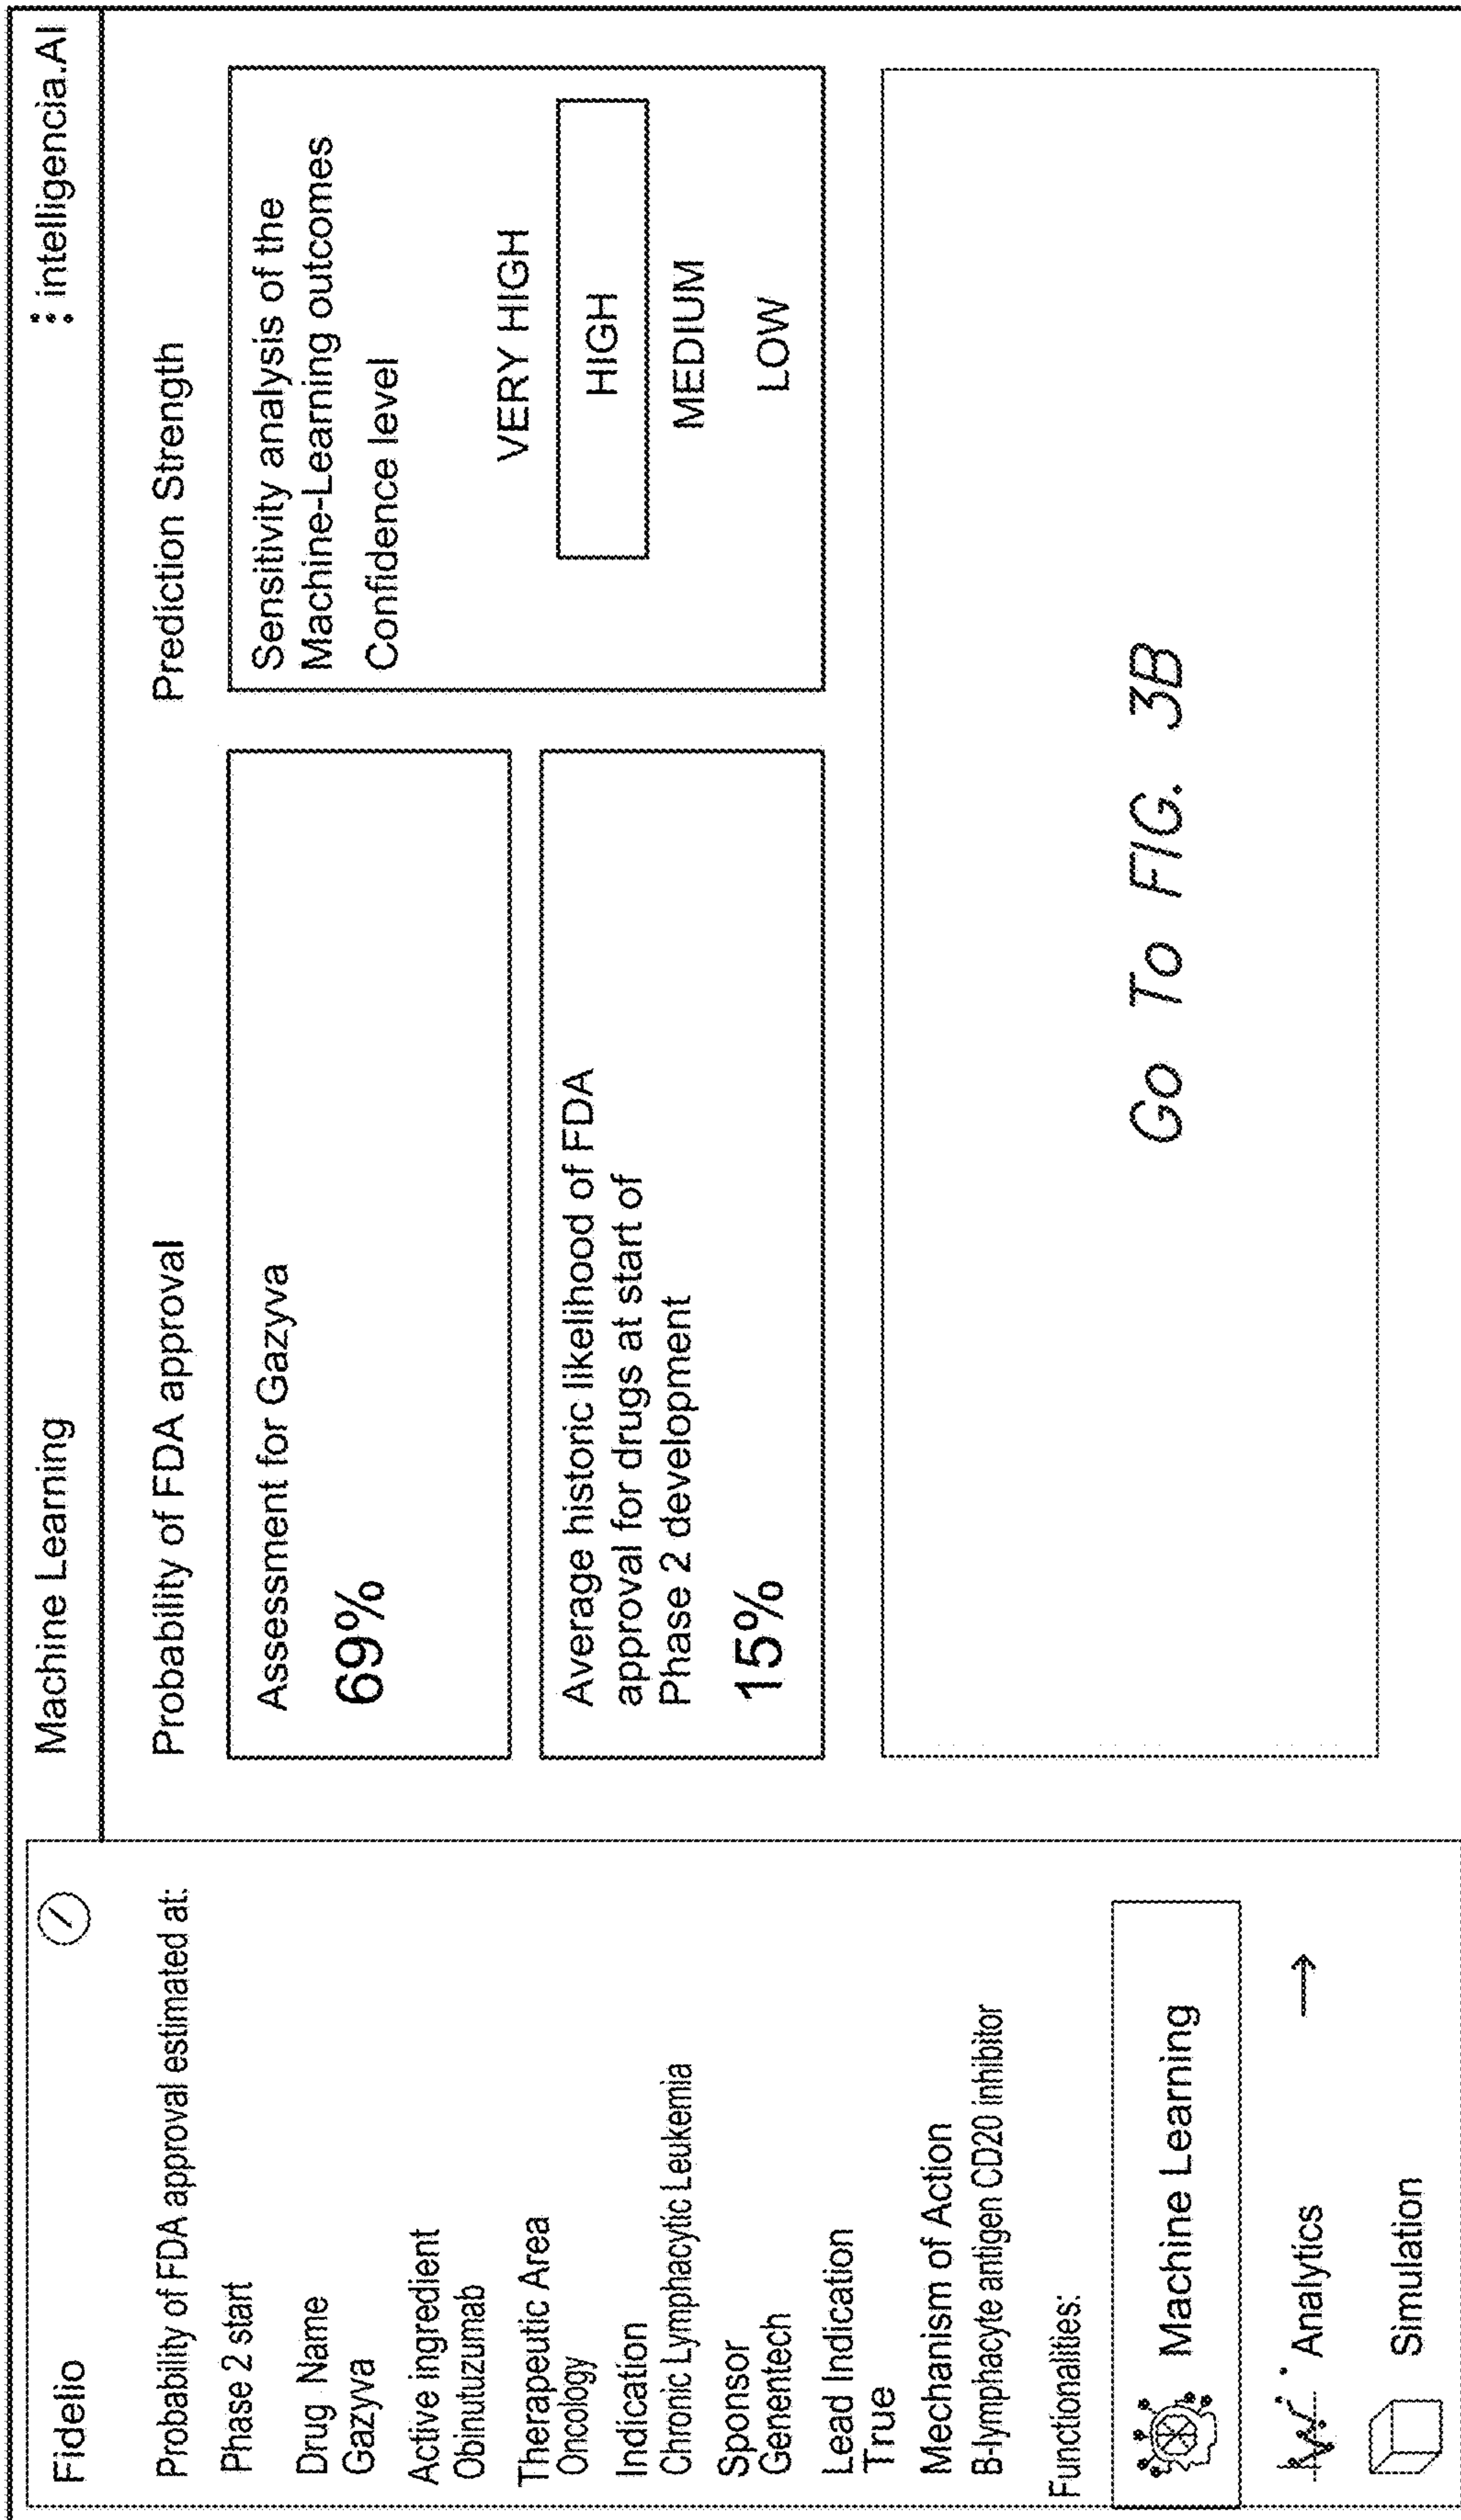 Fidelio
Probability of FDA approval estimated at:
Phase 2 start
Drug Name
Gazyva
Active ingredient
Obinutuzumab
Therapeutic Area
Oncology
Indication
Chronic Lymphacytic Leukemia
Sponsor
Genentech
Lead Indication
True
Mechanism of Action
B-lymphacyte antigen CD20 inhibitor
Functionalities:
Machine Learning
Analytics
Simulation
Machine Learning
intelligencia.AI
Probability of FDA approval
Assessment for Gazyva
69%
Average historic likelihood of FDA
approval for drugs at start of
Phase 2 development
15%
Prediction Strength
Sensitivity analysis of the
Machine-Learning outcomes
Confidence level
VERY HIGH
HIGH
MEDIUM
LOW
Go To FIG. 3B